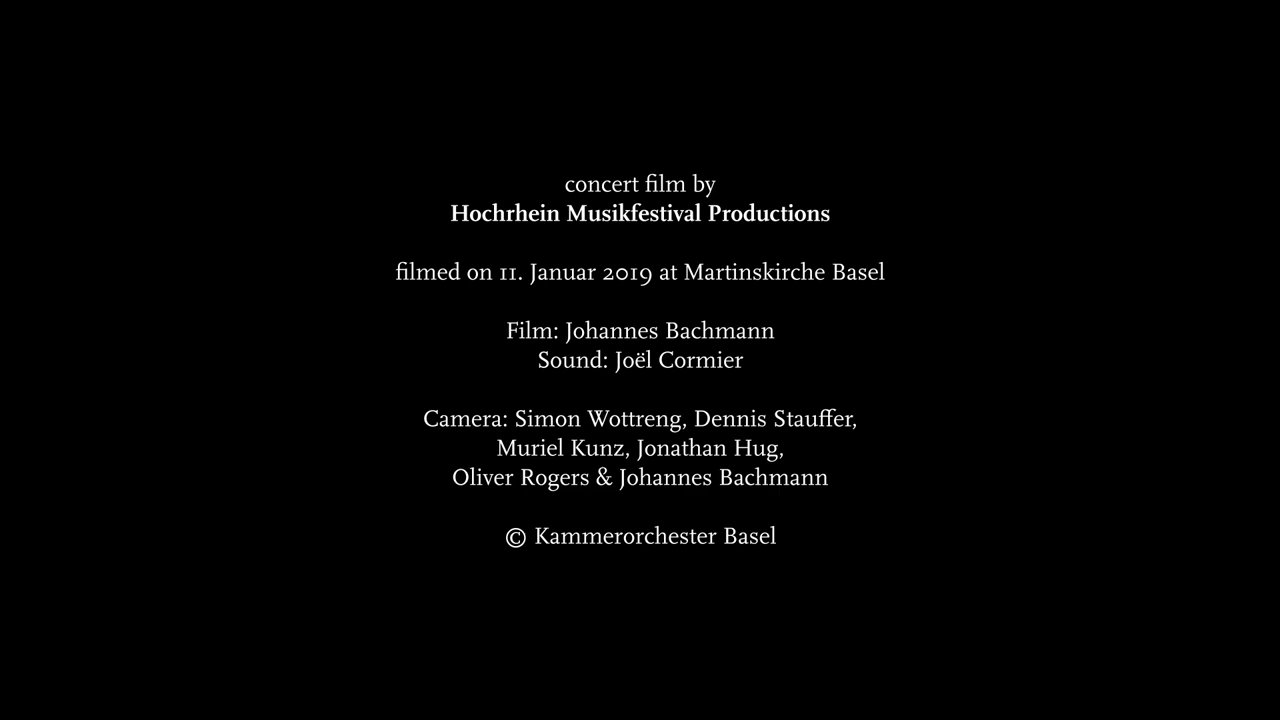 concert film by
Hochrhein Musikfestival Productions
filmed on 11. Januar 2019 at Martinskirche Basel
Film: Johannes Bachmann
Sound: Joël Cormier
Camera: Simon Wottreng, Dennis Stauffer,
Muriel Kunz, Jonathan Hug,
Oliver Rogers & Johannes Bachmann
© Kammerorchester Basel